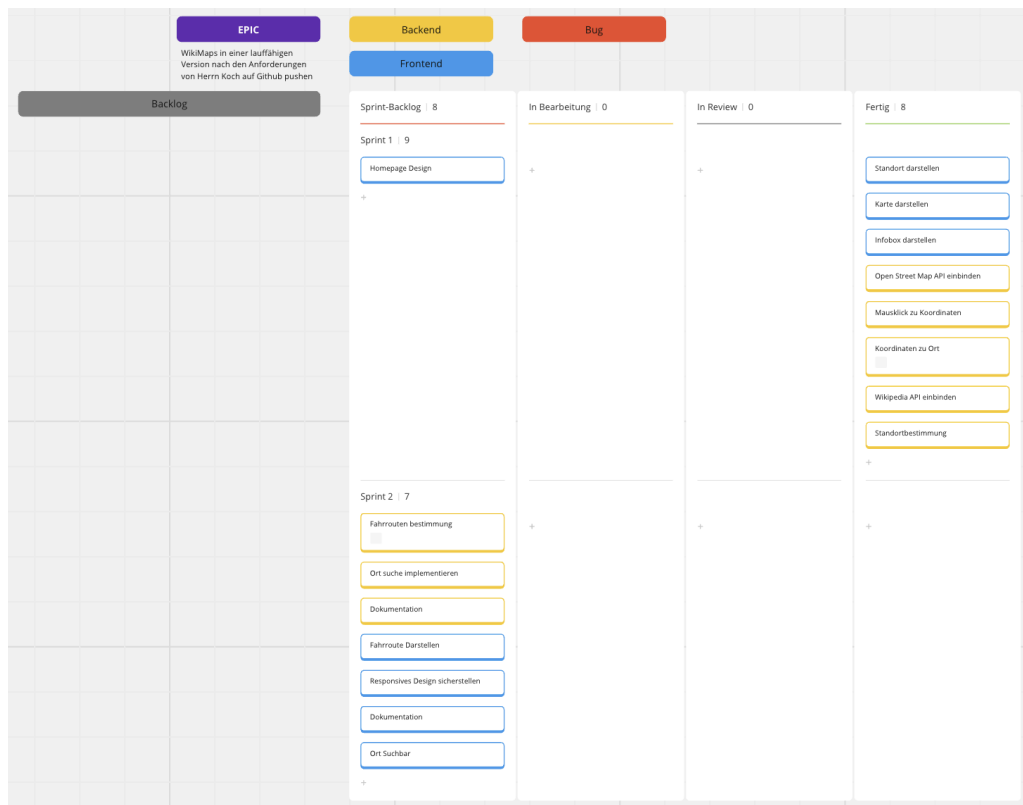 EPIC
Backend
Bug
WikiMaps in einer lauffähigen
Version nach den Anforderungen
von Herrn Koch auf Github pushen
Frontend
Backlog
Sprint-Backlog | 8
In Bearbeitung | 0
In Review | 0
Fertig | 8
Sprint 1 | 9
Homepage Design
+
+
+
Standort darstellen
Karte darstellen
Infobox darstellen
Open Street Map API einbinden
Mausklick zu Koordinaten
Koordinaten zu Ort
Wikipedia API einbinden
Standortbestimmung
+
Sprint 2 | 7
Fahrrouten bestimmung
Ort suche implementieren
Dokumentation
Fahrroute Darstellen
Responsives Design sicherstellen
Dokumentation
Ort Suchbar
+
+
+
+